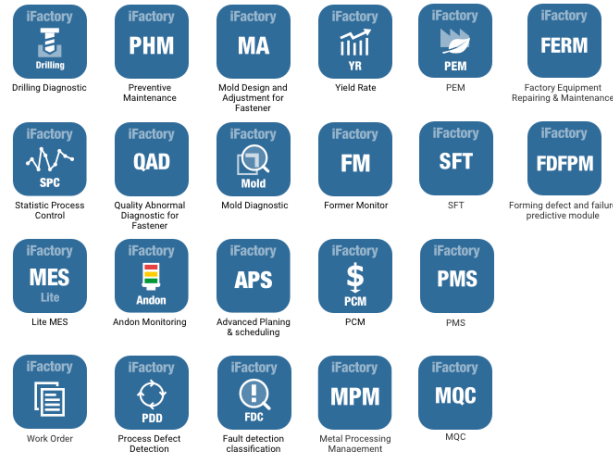 iFactory
Drilling
Drilling Diagnostic
iFactory
PHM
Preventive
Maintenance
iFactory
MA
Mold Design and
Adjustment for
Fastener
iFactory
YR
Yield Rate
iFactory
PEM
PEM
iFactory
FERM
Factory Equipment
Repairing & Maintenance
iFactory
SPC
Statistic Process
Control
iFactory
QAD
Quality Abnormal
Diagnostic for
Fastener
iFactory
Mold
Mold Diagnostic
iFactory
FM
Former Monitor
iFactory
SFT
SFT
iFactory
FDFPM
Forming defect and failure
predictive module
iFactory
MES
Lite
Lite MES
iFactory
Andon
Andon Monitoring
iFactory
APS
Advanced Planing
& scheduling
iFactory
$
PCM
PCM
iFactory
PMS
PMS
iFactory
Work Order
iFactory
PDD
Process Defect
Detection
iFactory
FDC
Fault detection
classification
iFactory
MPM
Metal Processing
Management
iFactory
MQC
MQC